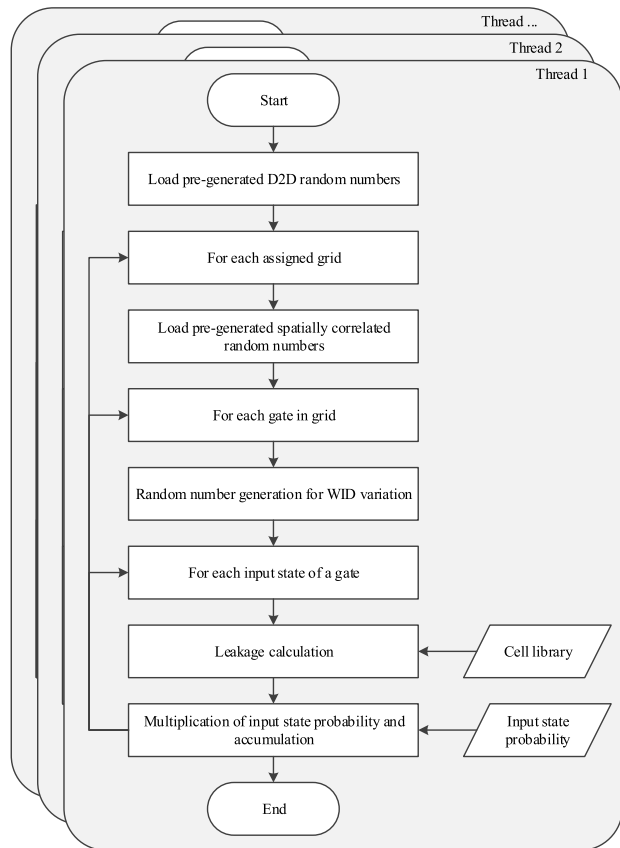 Thread ...
Thread 2
Thread 1
Start
Load pre-generated D2D random numbers
For each assigned grid
Load pre-generated spatially correlated
random numbers
For each gate in grid
Random number generation for WID variation
For each input state of a gate
Leakage calculation
Cell library
Multiplication of input state probability and
accumulation
Input state
probability
End